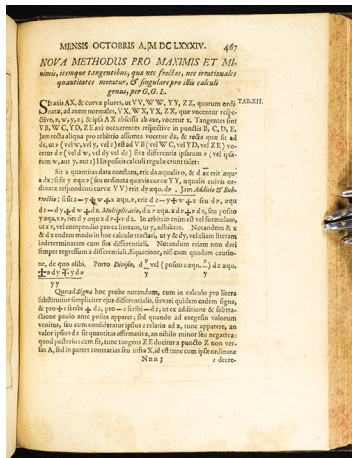 MENSIS OCTOBRIS A. M DC LXXXIV. 467
NOVA METHODUS PRO MAXIMIS ET MI-
nimis, itemque tangentibus, quæ nec fractas, nec irrationales
quantitates moratur, & singulare pro illis calculi
genus, per G. G. L.
Sit axis AX, & curvæ plures, ut VV, WW, YY, ZZ, quarum ordi- TAB. XII.
natæ, ad axem normales, VX, WX, YX, ZX, quæ vocentur respe-
ctive, v, w, y, z; & ipsa AX abscissa ab axe, vocetur x. Tangentes sint
VB, WC, YD, ZE axi occurrentes respective in punctis B, C, D, E.
Jam recta aliqua pro arbitrio assumta vocetur dx, & recta quæ sit ad
dx, ut v (vel w, vel y, vel z) est ad VB (vel WC, vel YD, vel ZE) vo-
cetur dv (vel dw, vel dy vel dz) sive differentia ipsarum v (vel ipsa-
rum w, aut y, aut z) His positis calculi regulæ erunt tales:
Sit a quantitas data constans, erit da æqualis 0, & d ax erit æqu.
a dx: si sit y æqu v (seu ordinata quævis curvæ YY, æqualis cuivis or-
dinatæ respondenti curvæ VV) erit dy æqu. dv. Jam Additio & Sub-
tractio: si sit z - y + w + x æqu. v, erit d z - y + w + x seu dv, æqu
dz - dy + dw + dx. Multiplicatio, d x v æqu. x dv + v dx, seu posito
y æqu. xv, fiet dy æqu x dv + v dx. In arbitrio enim est vel formulam,
ut xv, vel compendio pro ea literam, ut y, adhibere. Notandum & x
& dx eodem modo in hoc calculo tractari, ut y & dy, vel aliam literam
indeterminatam cum sua differentiali. Notandum etiam non dari
semper regressum a differentiali Æquatione, nisi cum quadam cautio-
ne, de quo alibi. Porro Divisio, d v/y vel (posito z æqu. v/y) dz æqu.
± v dy ∓ y dv
yy
Quoad Signa hoc probe notandum, cum in calculo pro litera
substituitur simpliciter ejus differentialis, servari quidem eadem signa,
& pro + z scribi + dz, pro - z scribi - dz, ut ex additione & subtra-
ctione paulo ante posita apparet; sed quando ad exegesin valorum
venitur, seu cum consideratur ipsius z relatio ad x, tunc apparere, an
valor ipsius dz sit quantitas affirmativa, an nihilo minor seu negativa:
quod posterius cum fit, tunc tangens ZE ducitur a puncto Z non ver-
sus A, sed in partes contrarias seu infra X, id est tunc cum ipsæ ordinatæ
Nnn 3 z decre-